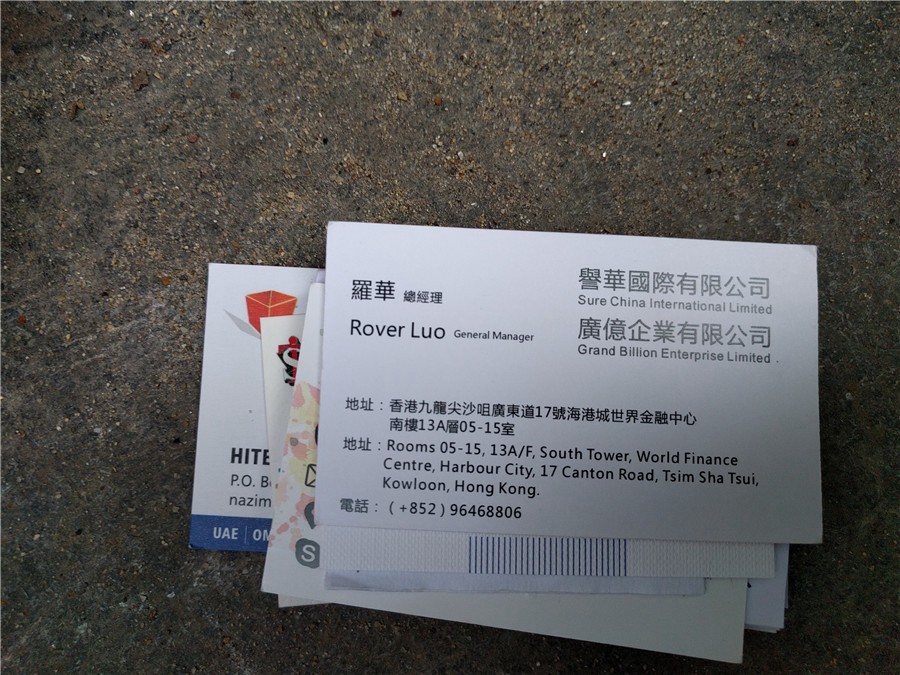 羅華 總經理
Rover Luo General Manager
譽華國際有限公司
Sure China International Limited
廣億企業有限公司
Grand Billion Enterprise Limited
地址：香港九龍尖沙咀廣東道17號海港城世界金融中心
南樓13A層05-15室
地址：Rooms 05-15, 13A/F, South Tower, World Finance
Centre, Harbour City, 17 Canton Road, Tsim Sha Tsui,
Kowloon, Hong Kong.
電話：(+852) 96468806
HITE
P.O. B
nazim
UAE | OM
S